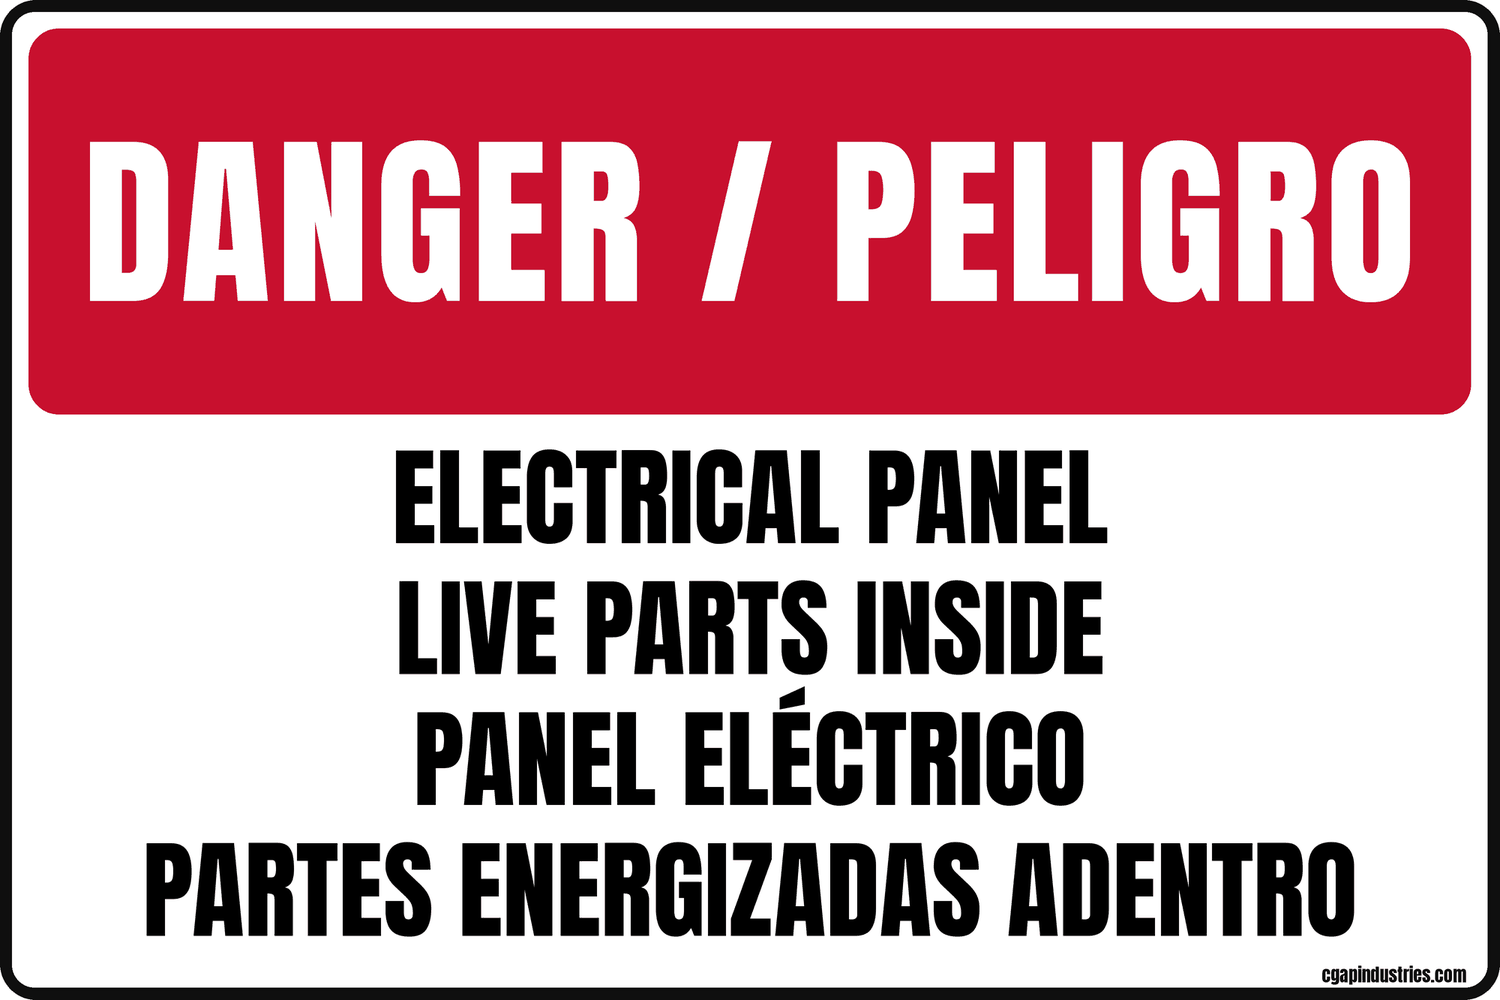 DANGER / PELIGRO
ELECTRICAL PANEL
LIVE PARTS INSIDE
PANEL ELÉCTRICO
PARTES ENERGIZADAS ADENTRO
cgapindustries.com